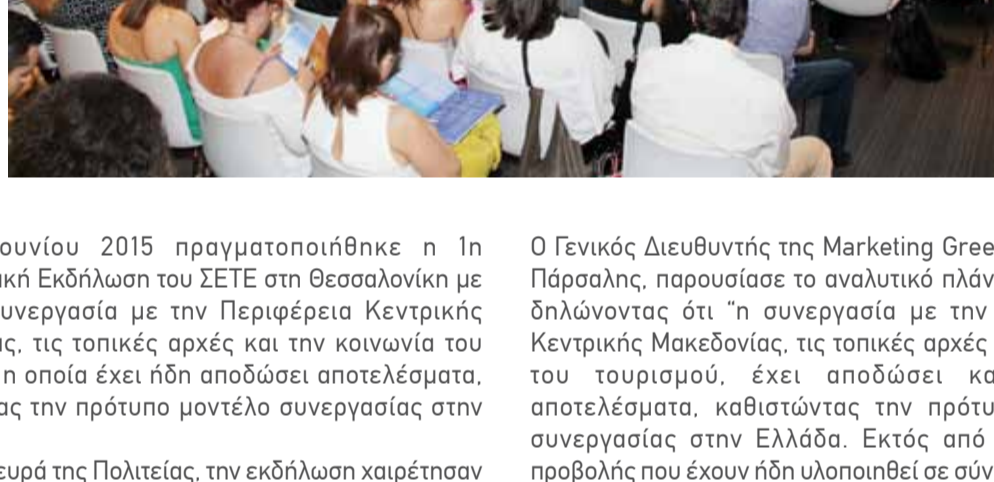 ουνίου 2015 πραγματοποιήθηκε η 1η
ακή Εκδήλωση του ΣΕΤΕ στη Θεσσαλονίκη με
υνεργασία με την Περιφέρεια Κεντρικής
ας, τις τοπικές αρχές και την κοινωνία του
η οποία έχει ήδη αποδώσει αποτελέσματα,
ας την πρότυπο μοντέλο συνεργασίας στην
ευρά της Πολιτείας, την εκδήλωση χαιρέτησαν
Ο Γενικός Διευθυντής της Marketing Gree
Πάρσαλης, παρουσίασε το αναλυτικό πλάν
δηλώνοντας ότι “η συνεργασία με την
Κεντρικής Μακεδονίας, τις τοπικές αρχές
του τουρισμού, έχει αποδώσει κα
αποτελέσματα, καθιστώντας την πρότυ
συνεργασίας στην Ελλάδα. Εκτός από
προβολής που έχουν ήδη υλοποιηθεί σε σύν